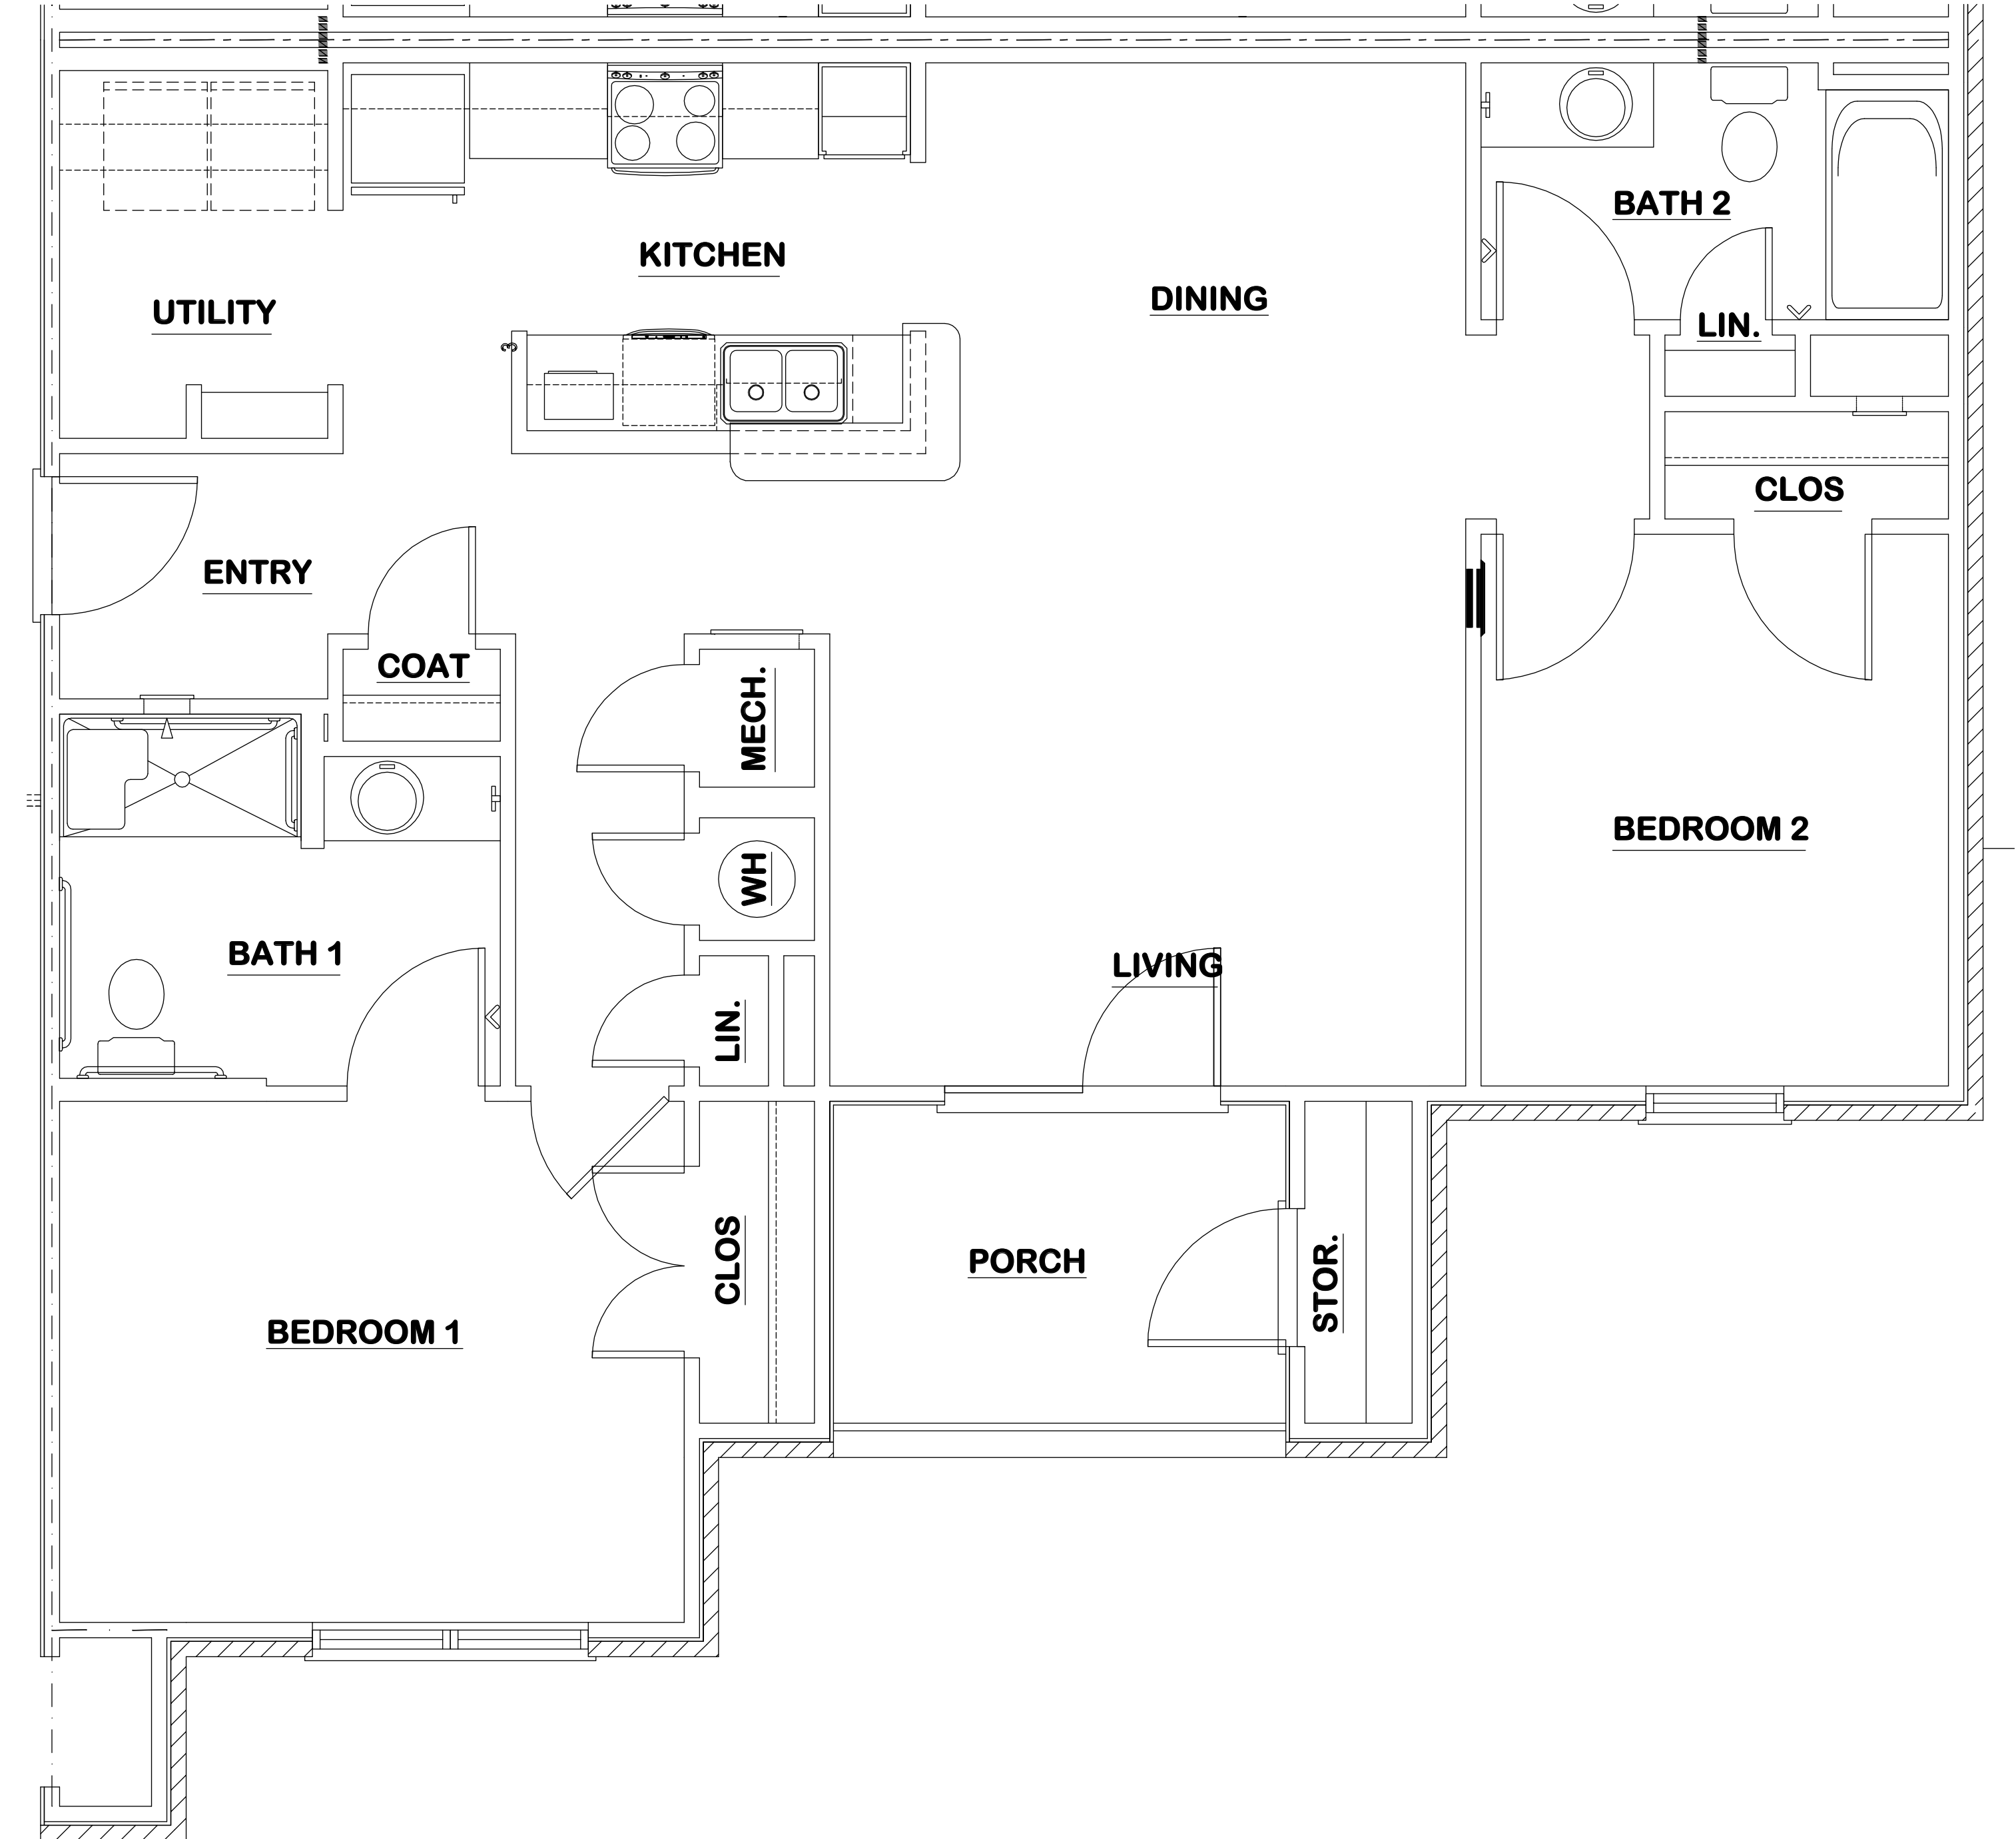 BATH 2
KITCHEN
DINING
UTILITY
LIN.
CLOS
ENTRY
COAT
MECH.
BEDROOM 2
WH
BATH 1
LIVING
LIN.
CLOS
PORCH
STOR.
BEDROOM 1